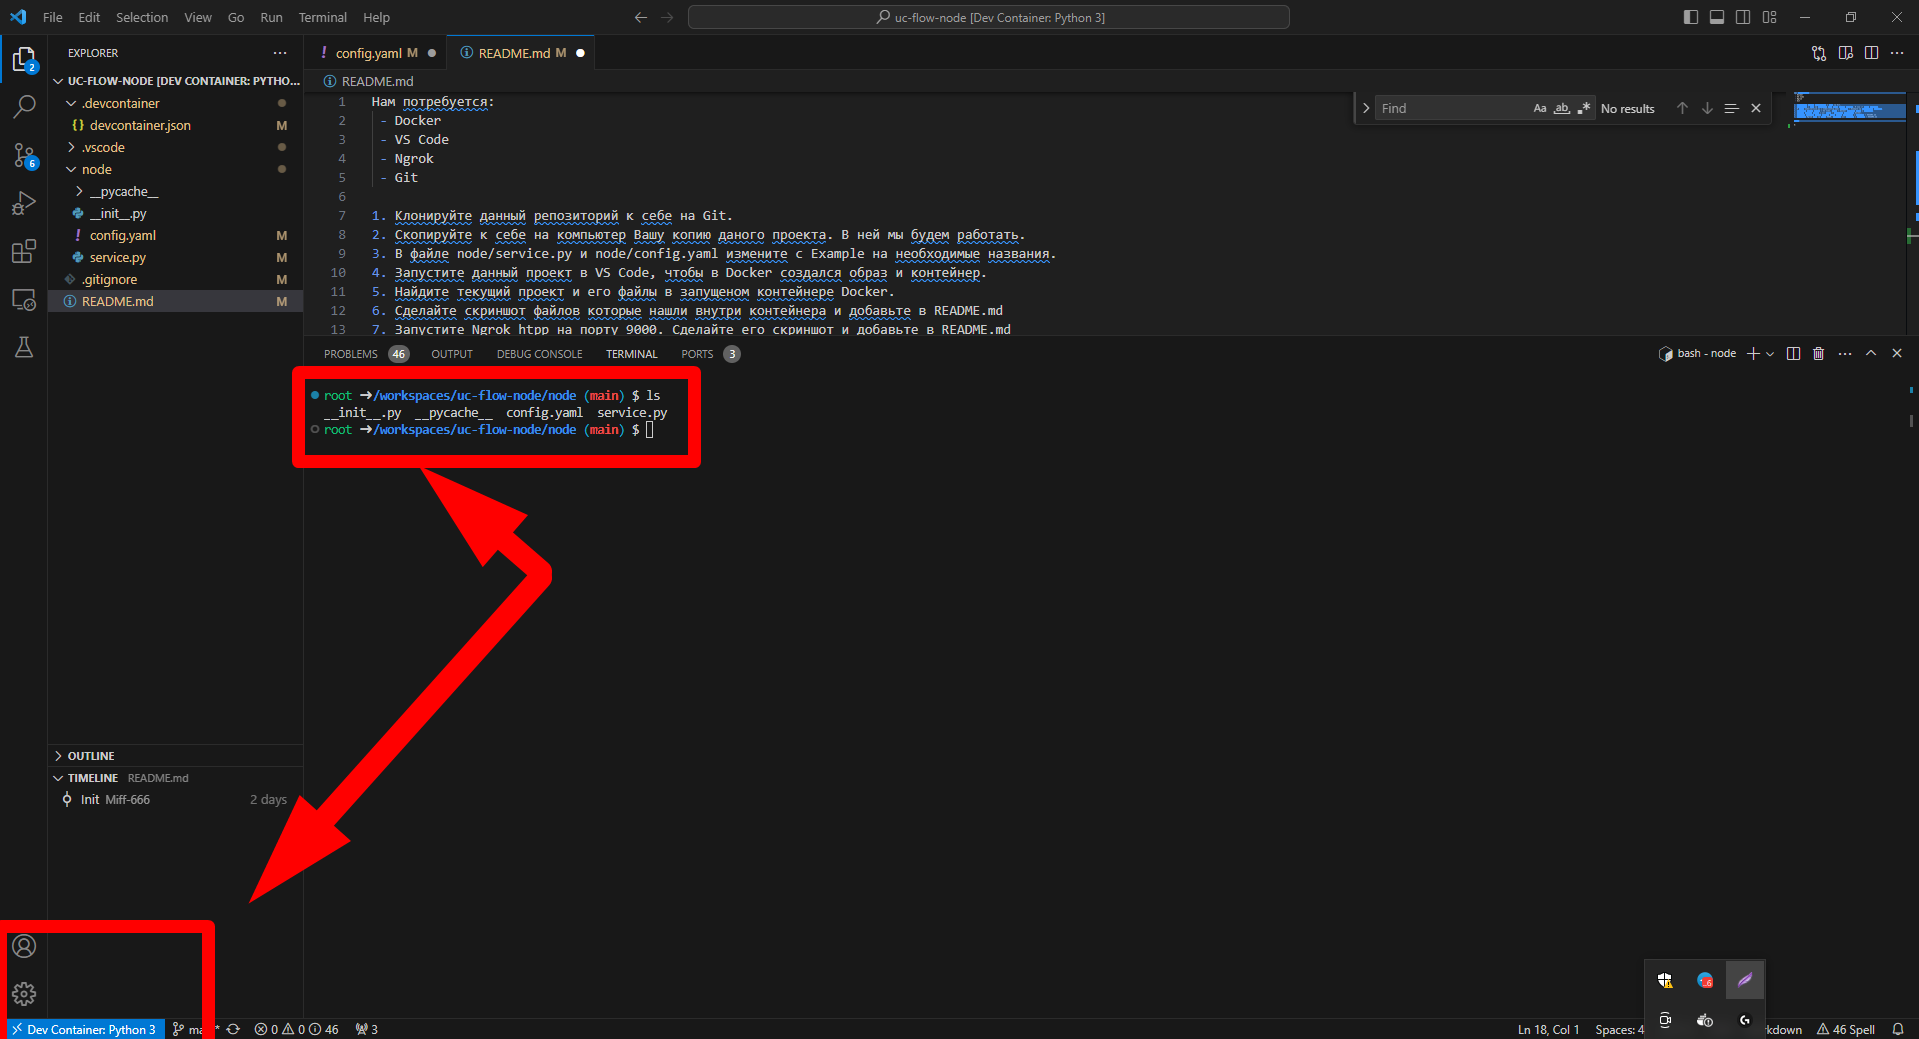 File Edit Selection View Go Run Terminal Help
uc-flow-node [Dev Container: Python 3]
EXPLORER
UC-FLOW-NODE [DEV CONTAINER: PYTHO...
.devcontainer
devcontainer.json M
.vscode
node
__pycache__
__init__.py
config.yaml M
service.py M
.gitignore
README.md M
config.yaml M
README.md M
README.md
1 Нам потребуется:
2 - Docker
3 - VS Code
4 - Ngrok
5 - Git
6
7 1. Клонируйте данный репозиторий к себе на Git.
8 2. Скопируйте к себе на компьютер Вашу копию даного проекта. В ней мы будем работать.
9 3. В файле node/service.py и node/config.yaml измените с Example на необходимые названия.
10 4. Запустите данный проект в VS Code, чтобы в Docker создался образ и контейнер.
11 5. Найдите текущий проект и его файлы в запущеном контейнере Docker.
12 6. Сделайте скриншот файлов которые нашли внутри контейнера и добавьте в README.md
13 7. Запустите Ngrok htpp на порту 9000. Сделайте его скриншот и добавьте в README.md
Find Aa ab No results
PROBLEMS 46 OUTPUT DEBUG CONSOLE TERMINAL PORTS 3
bash - node
root ➜ /workspaces/uc-flow-node/node (main) $ ls
__init__.py __pycache__ config.yaml service.py
root ➜ /workspaces/uc-flow-node/node (main) $
OUTLINE
TIMELINE README.md
Init Miff-666 2 days
2
6
Dev Container: Python 3 ma * 0 0 46 3
Ln 18, Col 1 Spaces: 4 kdown 46 Spell